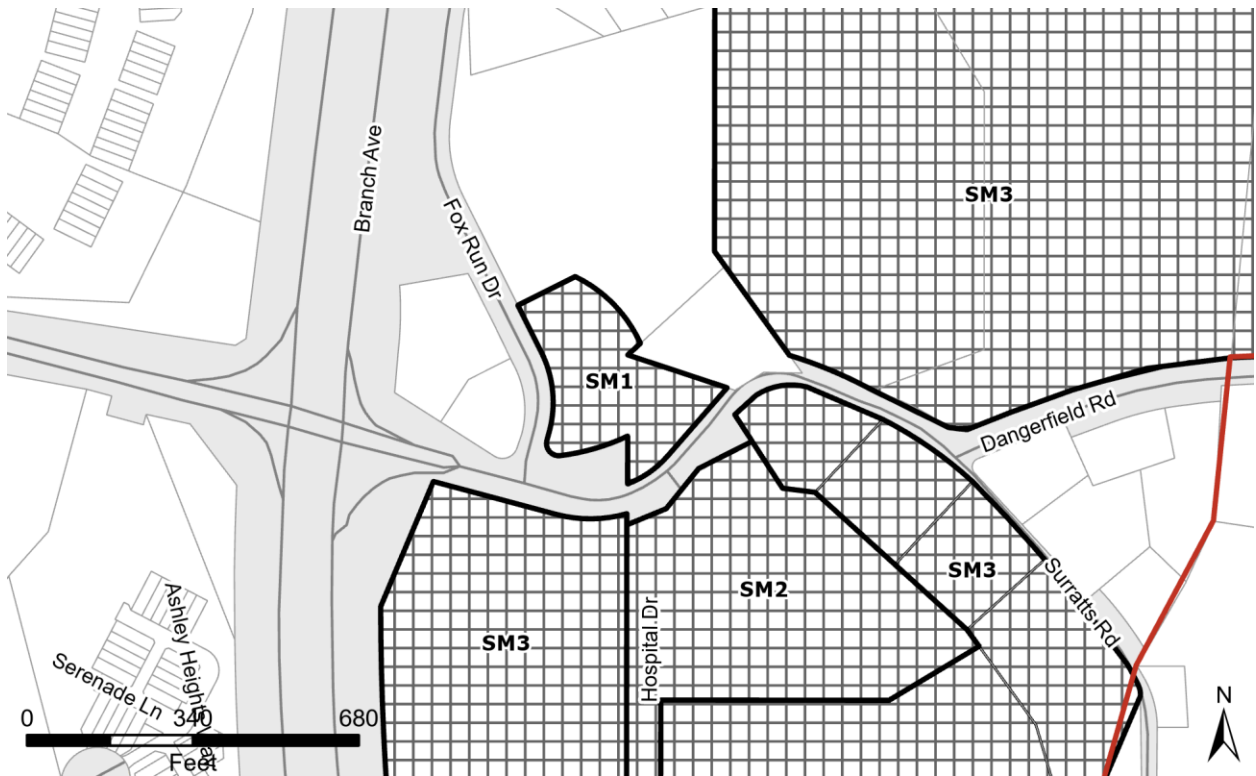 SM3
Branch Ave
Fox Run Dr
SM1
Dangerfield Rd
SM3
SM2
Surratts Rd
SM3
Hospital Dr
Ashley Heights Way
Serenade Ln
0 340 680
Feet
N